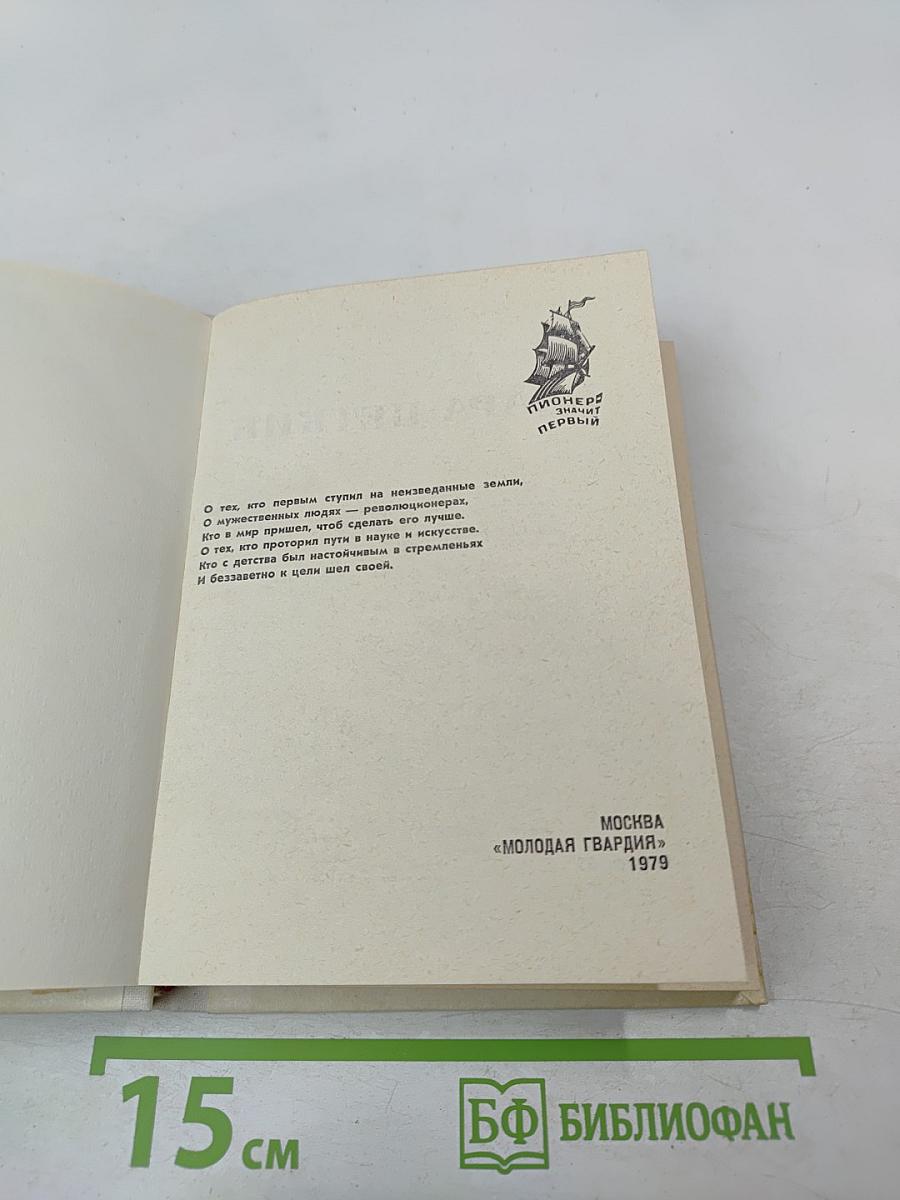 ПИОНЕР
ЗНАЧИТ
ПЕРВЫЙ
О тех, кто первым ступил на неизведанные земли,
О мужественных людях — революционерах,
Кто в мир пришел, чтоб сделать его лучше.
О тех, кто проторил пути в науке и искусстве.
Кто с детства был настойчивым в стремленьях
И беззаветно к цели шел своей.
МОСКВА
«МОЛОДАЯ ГВАРДИЯ»
1979
15 см
БФ БИБЛИОФАН